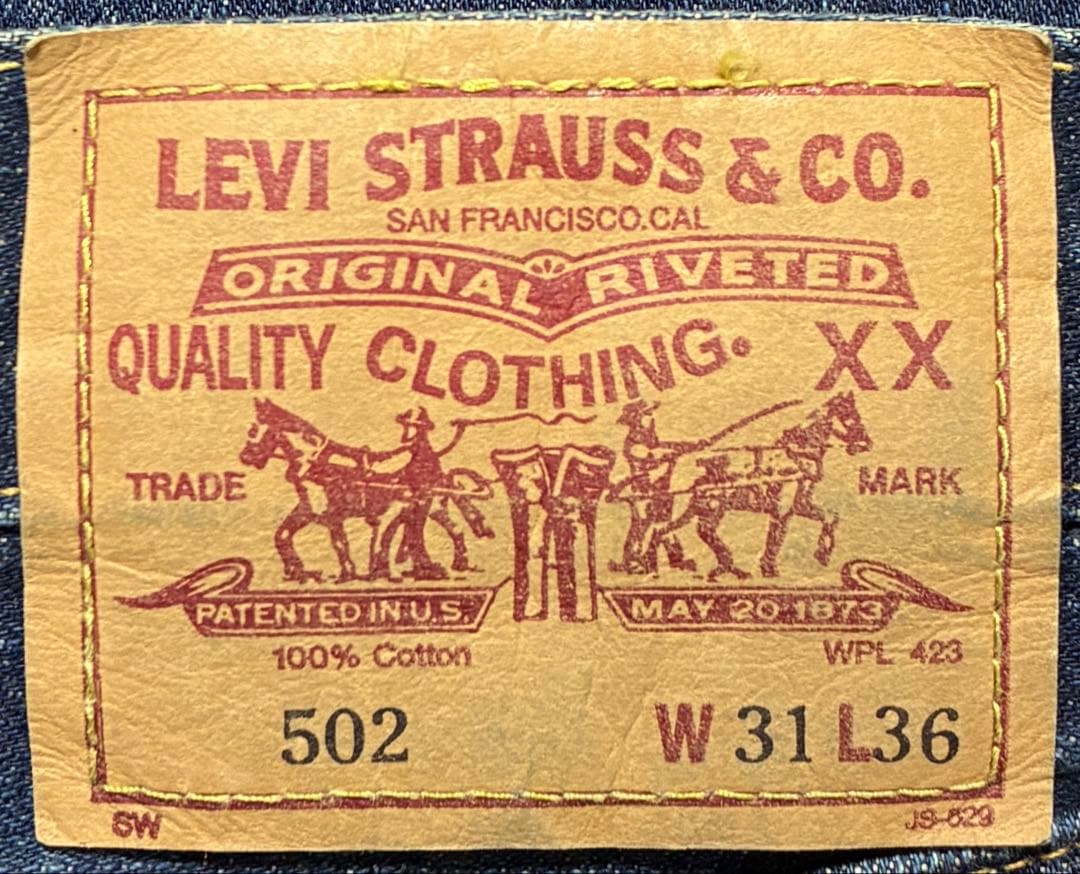 LEVI STRAUSS & CO.
SAN FRANCISCO.CAL
ORIGINAL RIVETED
QUALITY CLOTHING. XX
TRADE MARK
PATENTED IN U.S. MAY 20 1873
100% Cotton WPL 423
502 W 31 L36
SW JS-629